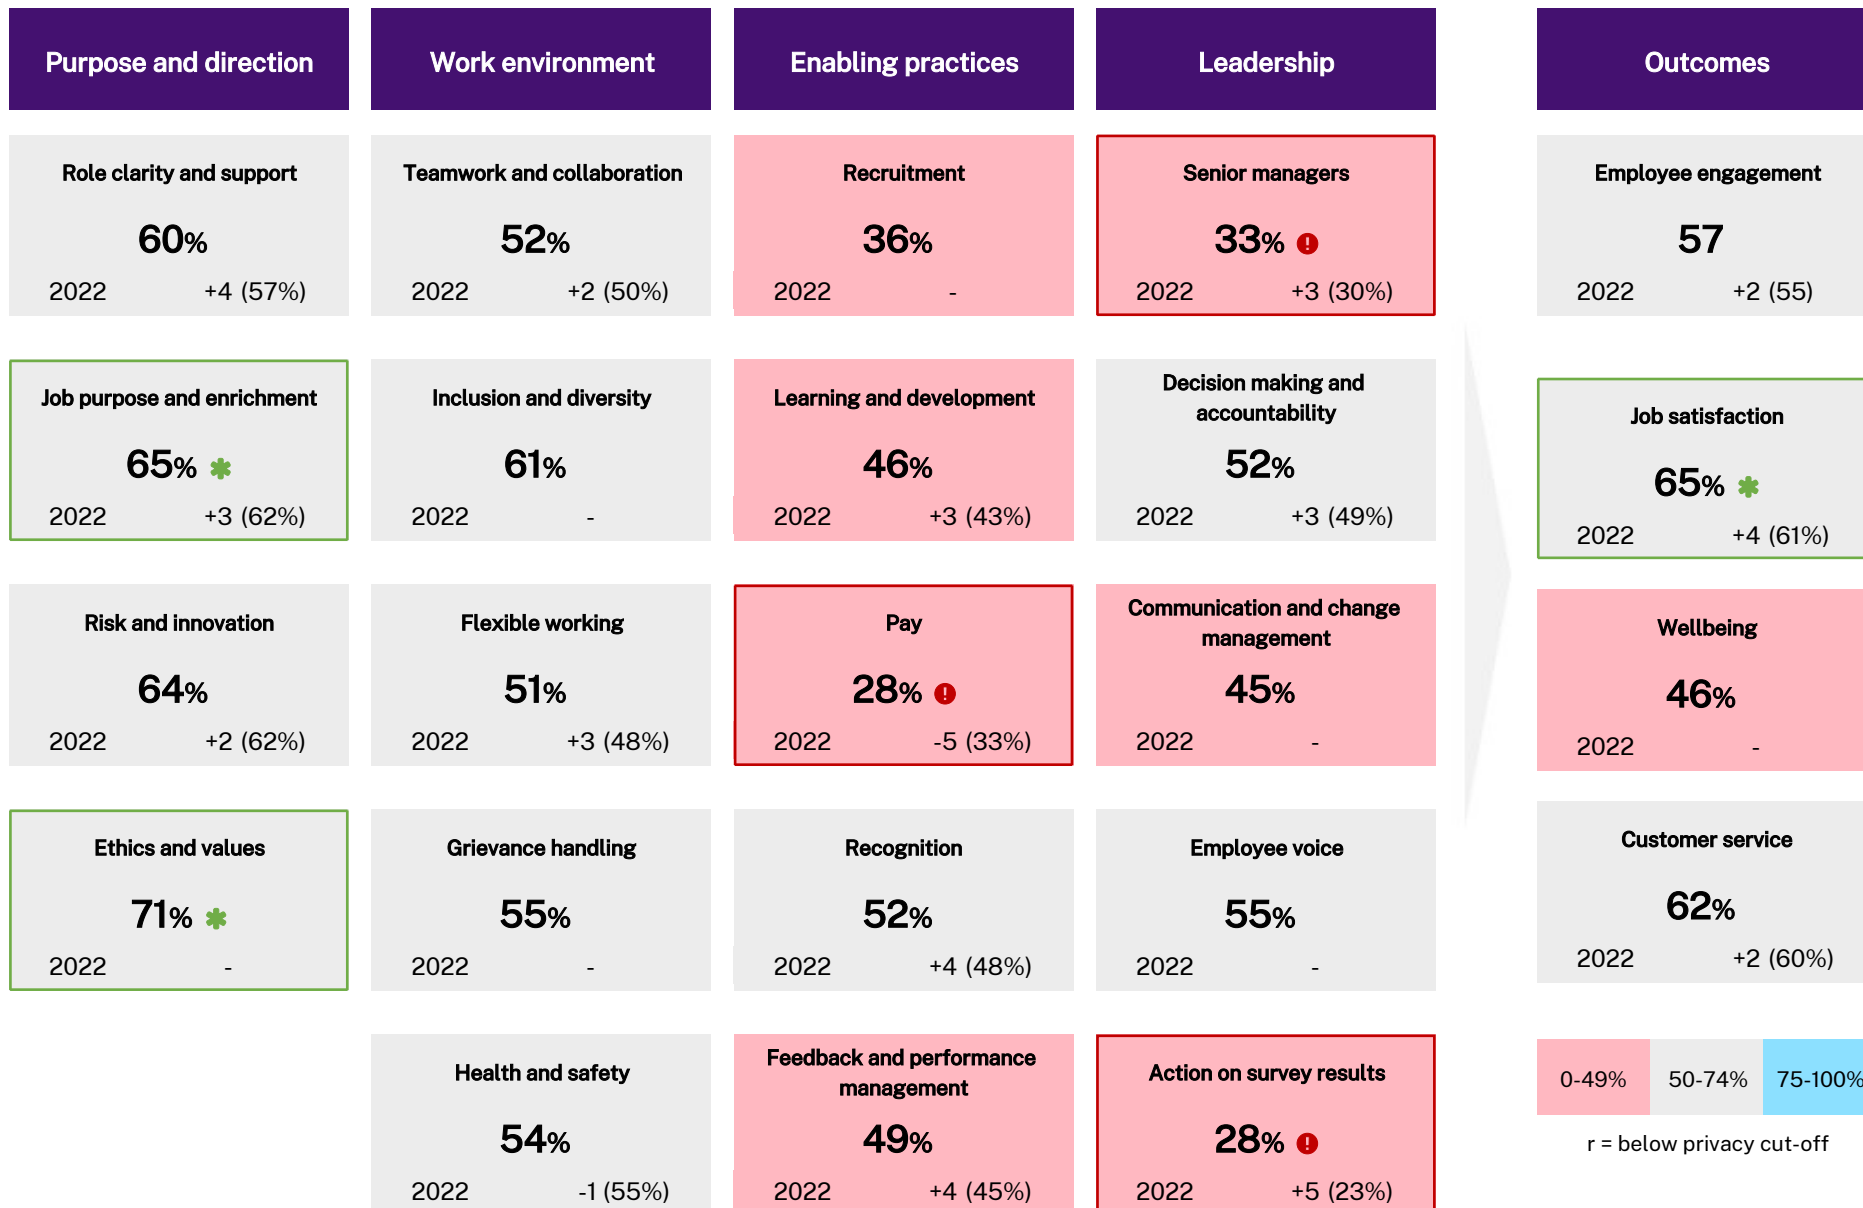 Purpose and direction
Role clarity and support
60%
2022 +4 (57%)
Job purpose and enrichment
65%
2022 +3 (62%)
Risk and innovation
64%
2022 +2 (62%)
Ethics and values
71%
2022 -
Work environment
Teamwork and collaboration
52%
2022 +2 (50%)
Inclusion and diversity
61%
2022 -
Flexible working
51%
2022 +3 (48%)
Grievance handling
55%
2022 -
Health and safety
54%
2022 -1 (55%)
Enabling practices
Recruitment
36%
2022 -
Learning and development
46%
2022 +3 (43%)
Pay
28% !
2022 -5 (33%)
Recognition
52%
2022 +4 (48%)
Feedback and performance
management
49%
2022 +4 (45%)
Leadership
Senior managers
33% !
2022 +3 (30%)
Decision making and
accountability
52%
2022 +3 (49%)
Communication and change
management
45%
2022 -
Employee voice
55%
2022 -
Action on survey results
28% !
2022 +5 (23%)
Outcomes
Employee engagement
57
2022 +2 (55)
Job satisfaction
65%
2022 +4 (61%)
Wellbeing
46%
2022 -
Customer service
62%
2022 +2 (60%)
0-49% 50-74% 75-100%
r = below privacy cut-off